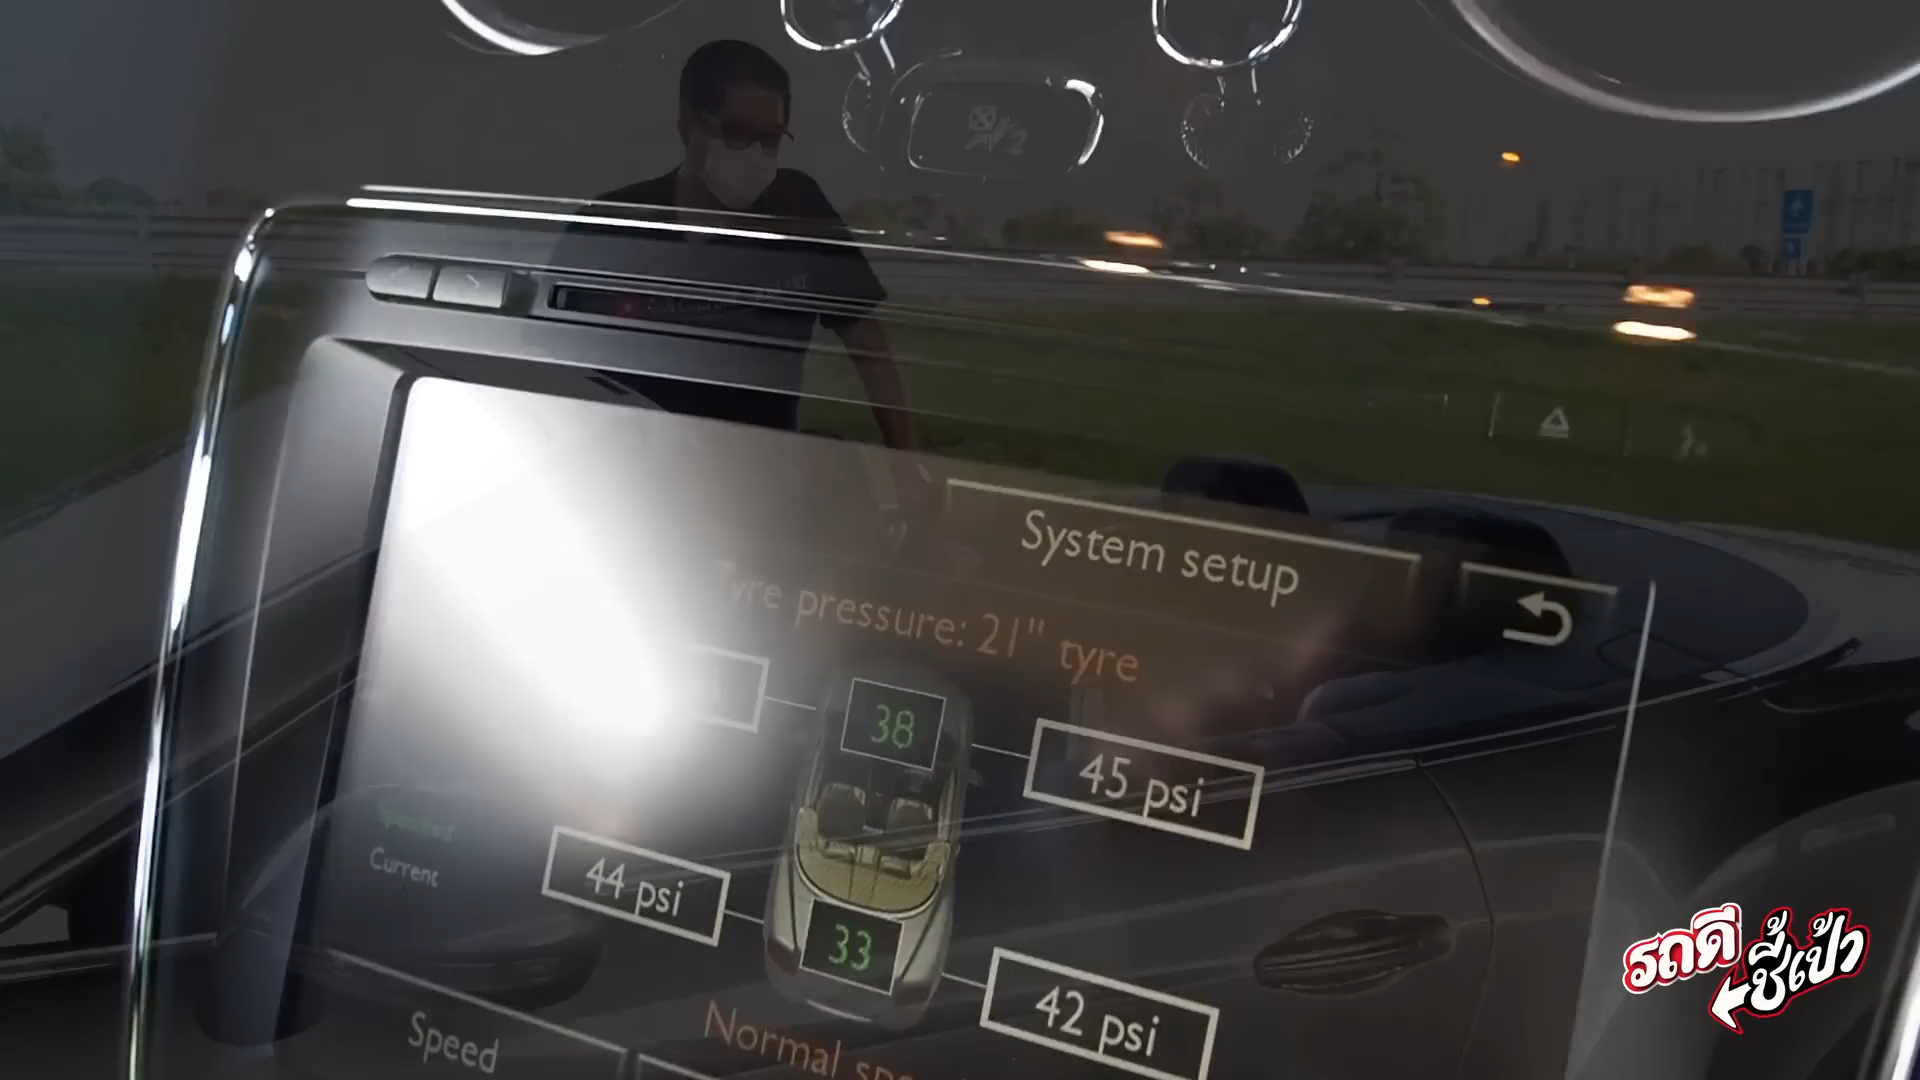 System setup
Tyre pressure: 21" tyre
38
45 psi
Current
44 psi
33
42 psi
Speed
Normal
รถดี
ชี้เป้า